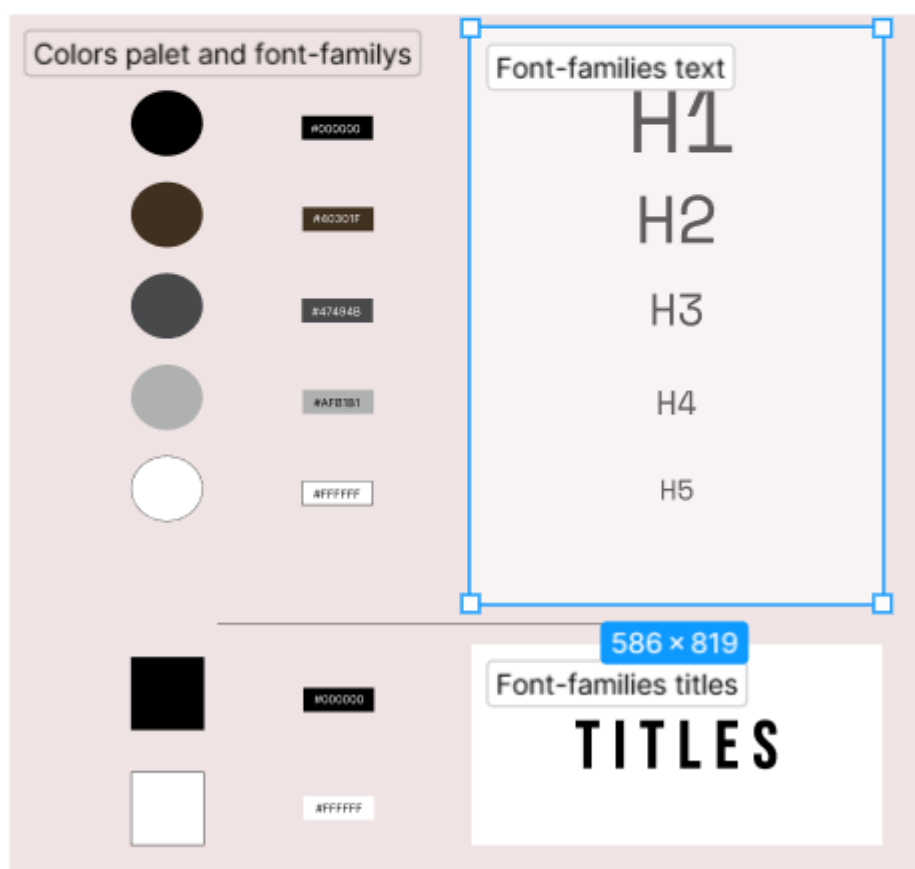 Colors palet and font-familys
#000000
#40301F
#47494B
#AFB1B1
#FFFFFF
Font-families text
H1
H2
H3
H4
H5
586 × 819
#000000
#FFFFFF
Font-families titles
TITLES